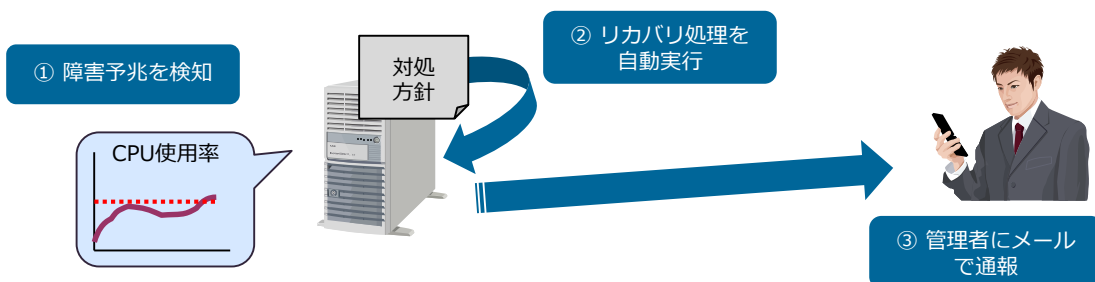 ① 障害予兆を検知
CPU使用率
対処
方針
② リカバリ処理を
自動実行
③ 管理者にメール
で通報